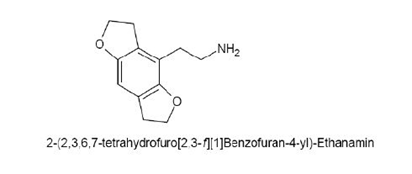 O
NH2
O
2-(2,3,6,7-tetrahydrofuro[2,3-f][1]Benzofuran-4-yl)-Ethanamin